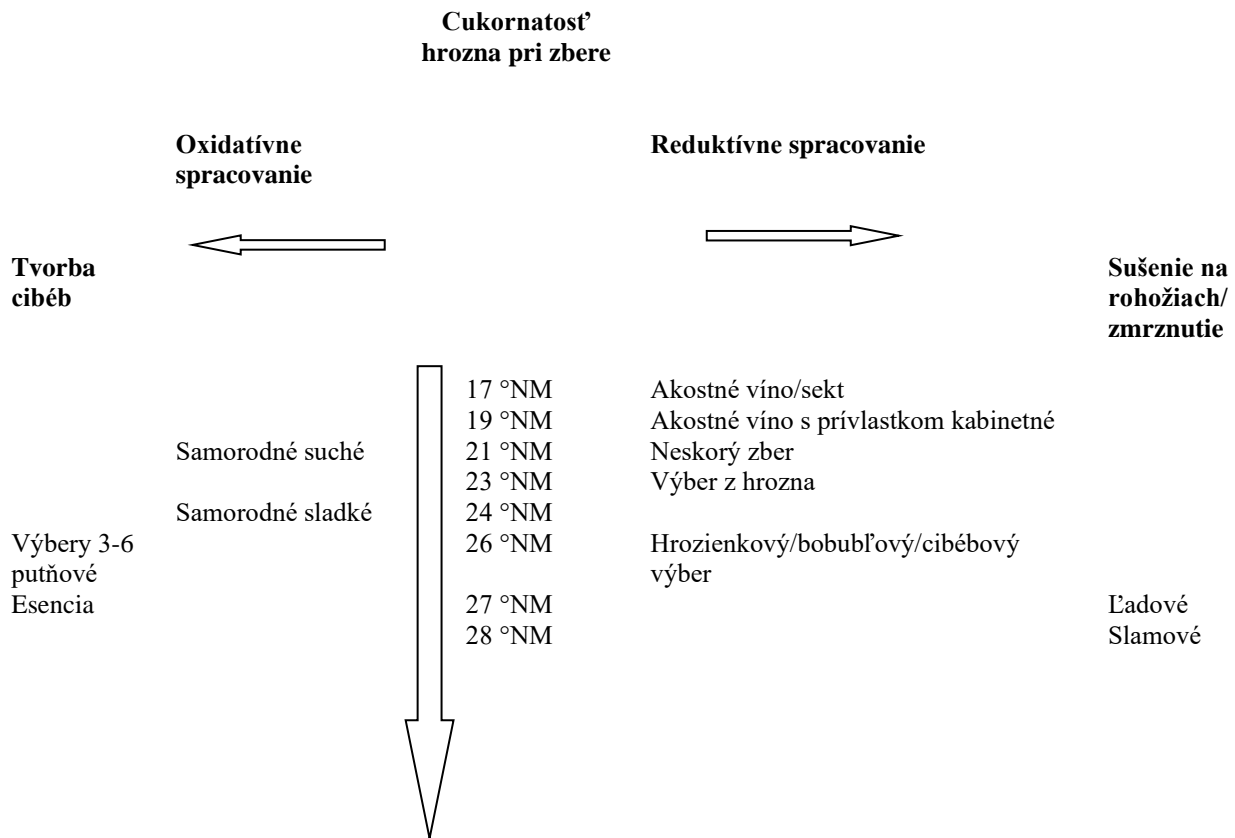 Cukornatosť
hrozna pri zbere
Oxidatívne
spracovanie
Reduktívne spracovanie
Tvorba
cibéb
Sušenie na
rohožiach/
zmrznutie
17 °NM Akostné víno/sekt
19 °NM Akostné víno s prívlastkom kabinetné
Samorodné suché 21 °NM Neskorý zber
23 °NM Výber z hrozna
Samorodné sladké 24 °NM
Výbery 3-6
putňové
26 °NM Hrozienkový/bobubľový/cibébový
výber
Esencia 27 °NM Ľadové
28 °NM Slamové